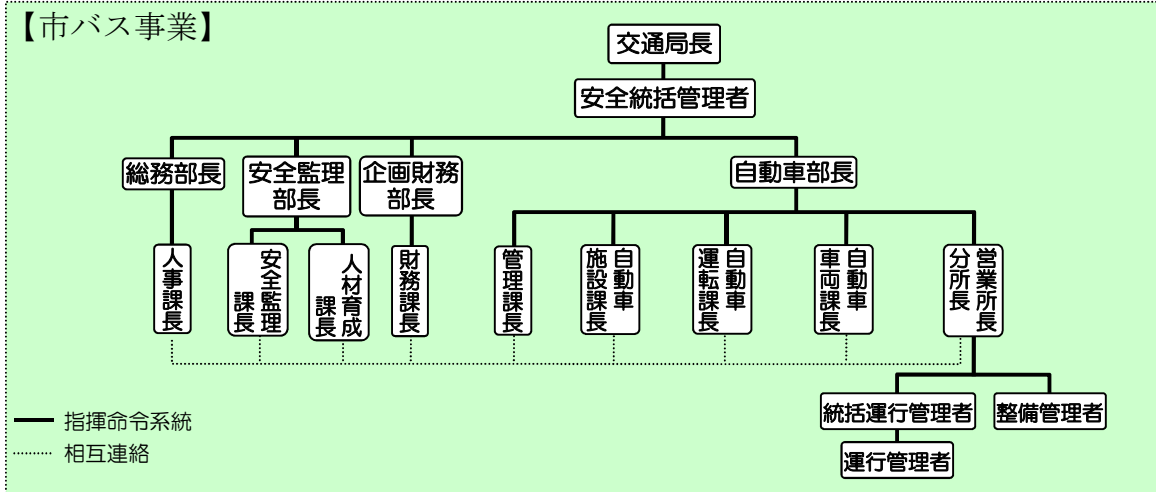 【市バス事業】
交通局長
安全統括管理者
総務部長
安全監理
部長
企画財務
部長
自動車部長
人事課長
安全監理
課長
人材育成
課長
財務課長
管理課長
自動車
施設課長
自動車
運転課長
自動車
車両課長
営業所長
分所長
統括運行管理者
整備管理者
運行管理者
指揮命令系統
相互連絡